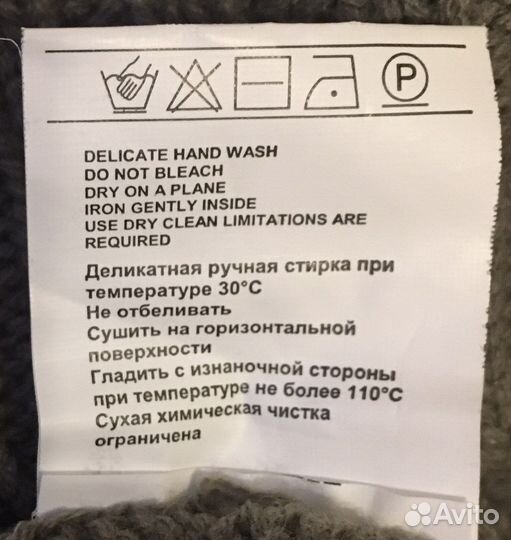 P
DELICATE HAND WASH
DO NOT BLEACH
DRY ON A PLANE
IRON GENTLY INSIDE
USE DRY CLEAN LIMITATIONS ARE
REQUIRED
Деликатная ручная стирка при
температуре 30°С
Не отбеливать
Сушить на горизонтальной
поверхности
Гладить с изнаночной стороны
при температуре не более 110°С
Сухая химическая чистка
ограничена
Avito